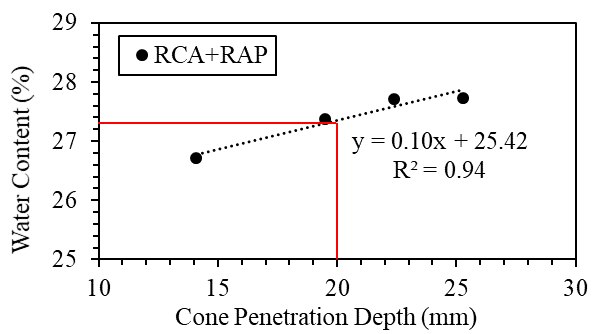 29
28
27
26
25
Water Content (%)
RCA+RAP
y = 0.10x + 25.42
R² = 0.94
10 15 20 25 30
Cone Penetration Depth (mm)